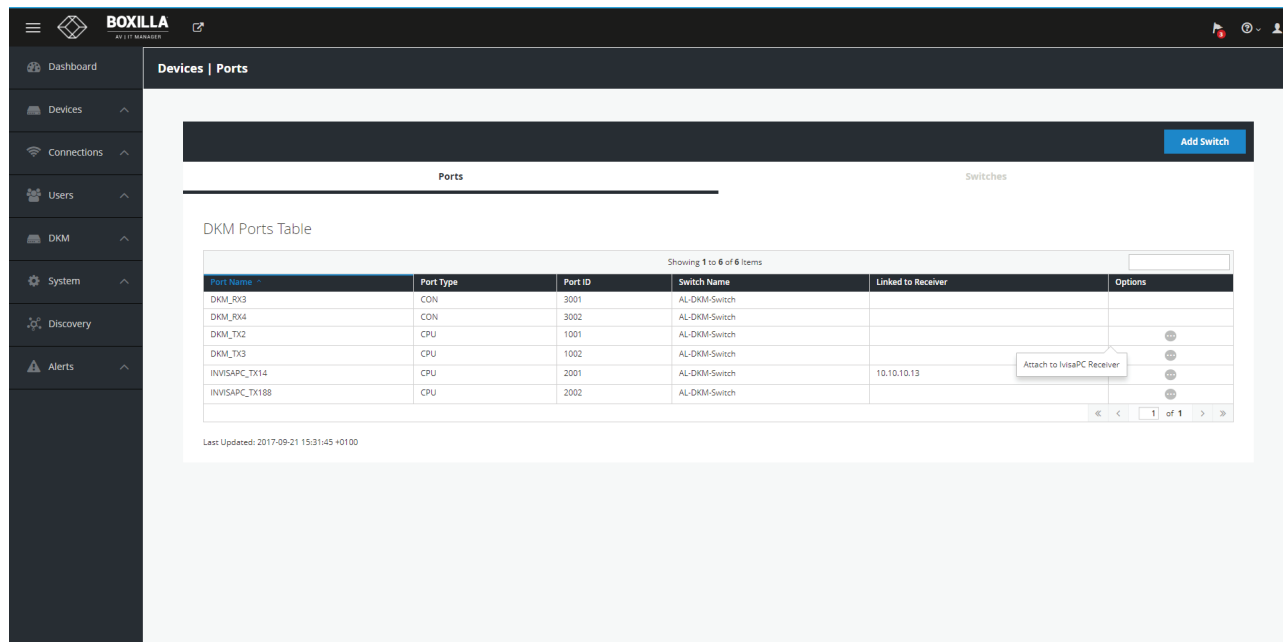 BOXILLA
AV | IT MANAGER
3
Dashboard
Devices | Ports
Devices
Connections
Users
DKM
System
Discovery
Alerts
Add Switch
Ports Switches
DKM Ports Table
Showing 1 to 6 of 6 Items
Port Name Port Type Port ID Switch Name Linked to Receiver Options
DKM_RX3 CON 3001 AL-DKM-Switch
DKM_RX4 CON 3002 AL-DKM-Switch
DKM_TX2 CPU 1001 AL-DKM-Switch
DKM_TX3 CPU 1002 AL-DKM-Switch
Attach to IvisaPC Receiver
INVISAPC_TX14 CPU 2001 AL-DKM-Switch 10.10.10.13
INVISAPC_TX188 CPU 2002 AL-DKM-Switch
« < 1 of 1 > »
Last Updated: 2017-09-21 15:31:45 +0100